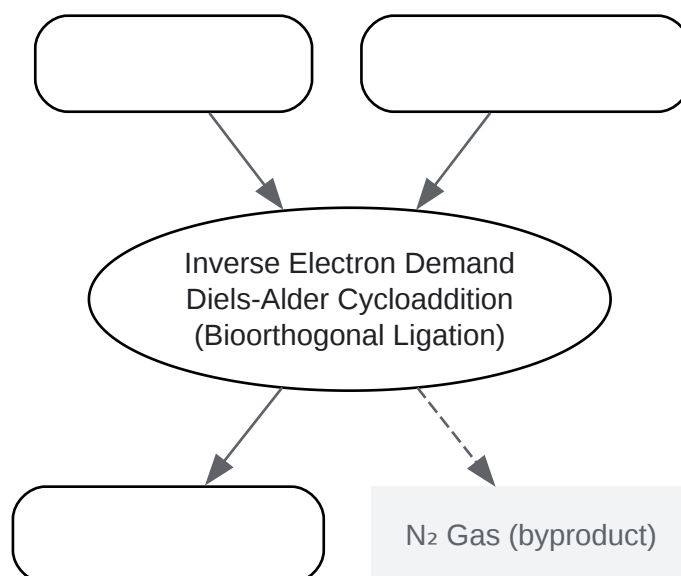 Inverse Electron Demand
Diels-Alder Cycloaddition
(Bioorthogonal Ligation)
N₂ Gas (byproduct)